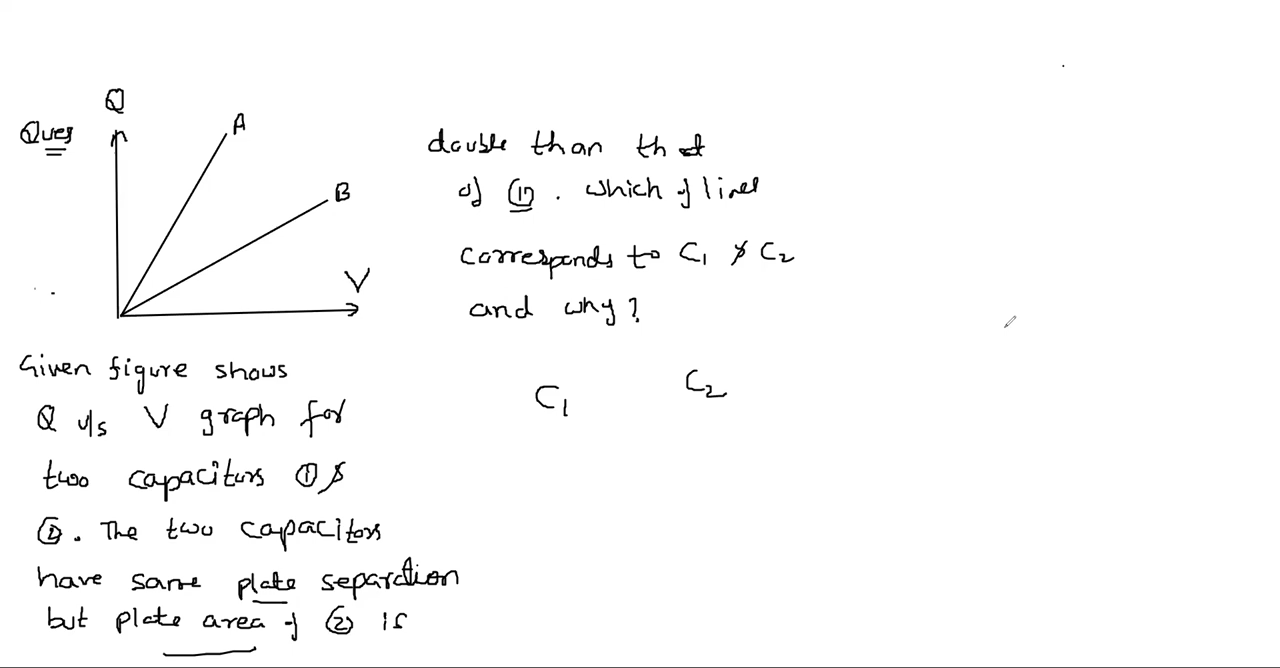 Ques
Q
A
B
V
Given figure shows
Q v/s V graph for
two capacitors ① &
②. The two capacitors
have same plate separation
but plate area of ② is
double than that
of ①. which of lines
corresponds to C₁ & C₂
and why?
C₁ C₂